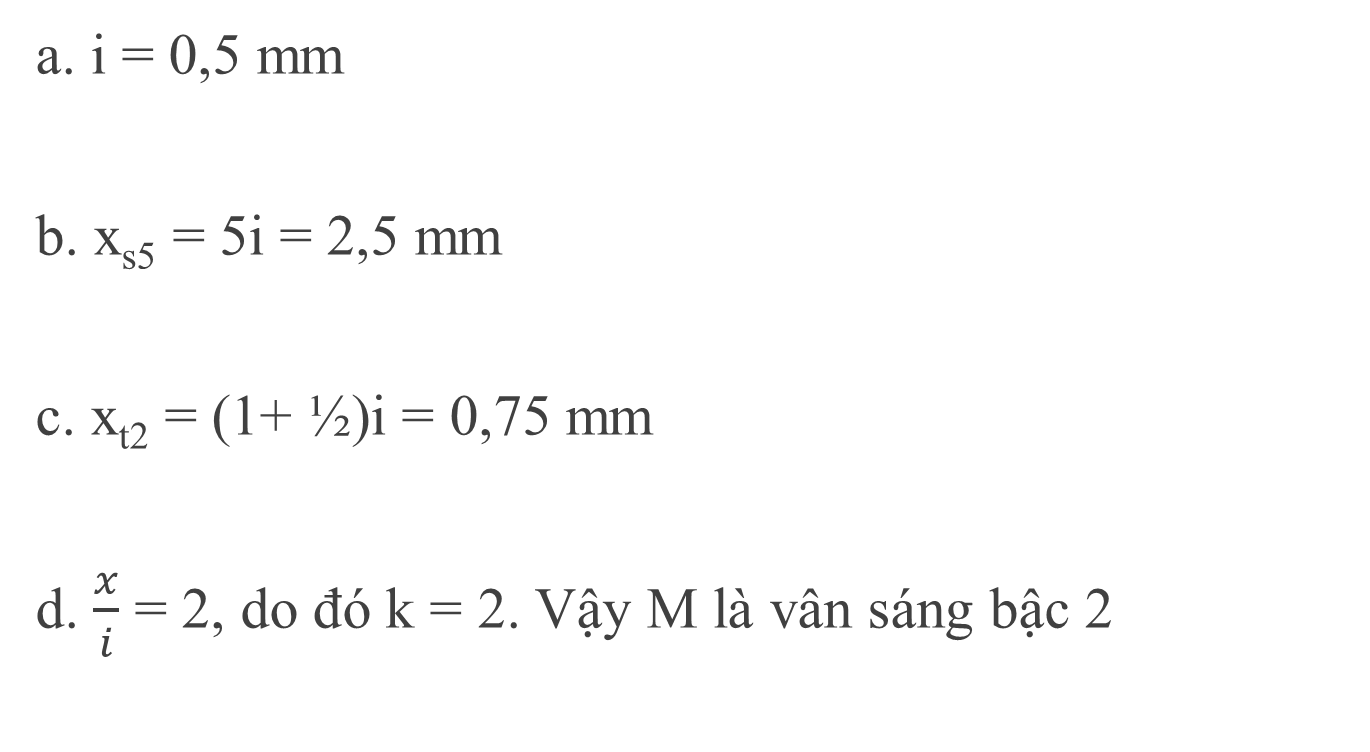 a. i = 0,5 mm
b. xₛ₅ = 5i = 2,5 mm
c. xₜ₂ = (1+ ½)i = 0,75 mm
d. x/i = 2, do đó k = 2. Vậy M là vân sáng bậc 2